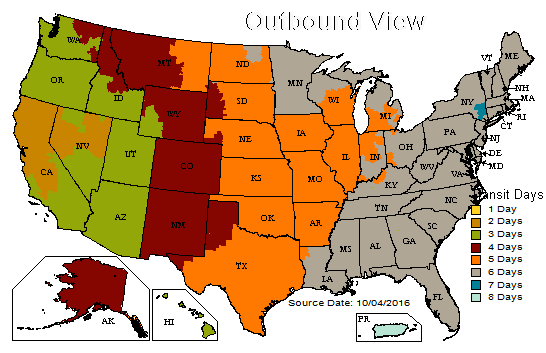 Outbound View
WA
MT
ND
MN
VT
ME
OR
ID
SD
WI
MI
NY
NH
MA
WY
RI
CT
NV
NE
IA
PA
NJ
UT
IL
IN
OH
DE
CA
CO
KS
MO
WV
VA
MD
KY
NC
AZ
NM
OK
AR
TN
SC
TX
MS
AL
GA
LA
FL
AK
HI
PR
nsit Days
1 Day
2 Days
3 Days
4 Days
5 Days
6 Days
7 Days
8 Days
Source Date: 10/04/2016